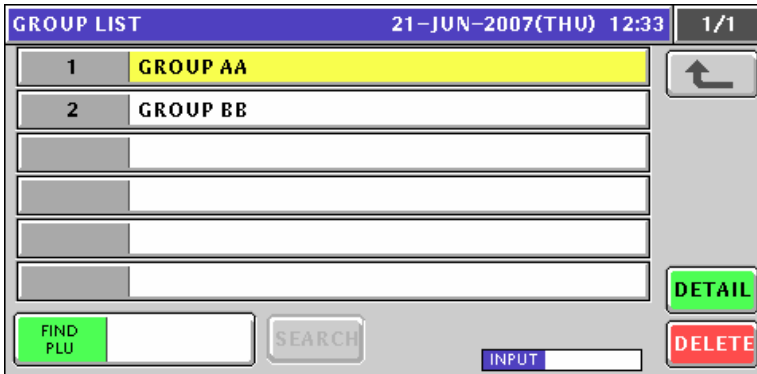 GROUP LIST 21-JUN-2007(THU) 12:33 1/1
1 GROUP AA
2 GROUP BB
DETAIL
FIND
PLU
SEARCH
DELETE
INPUT